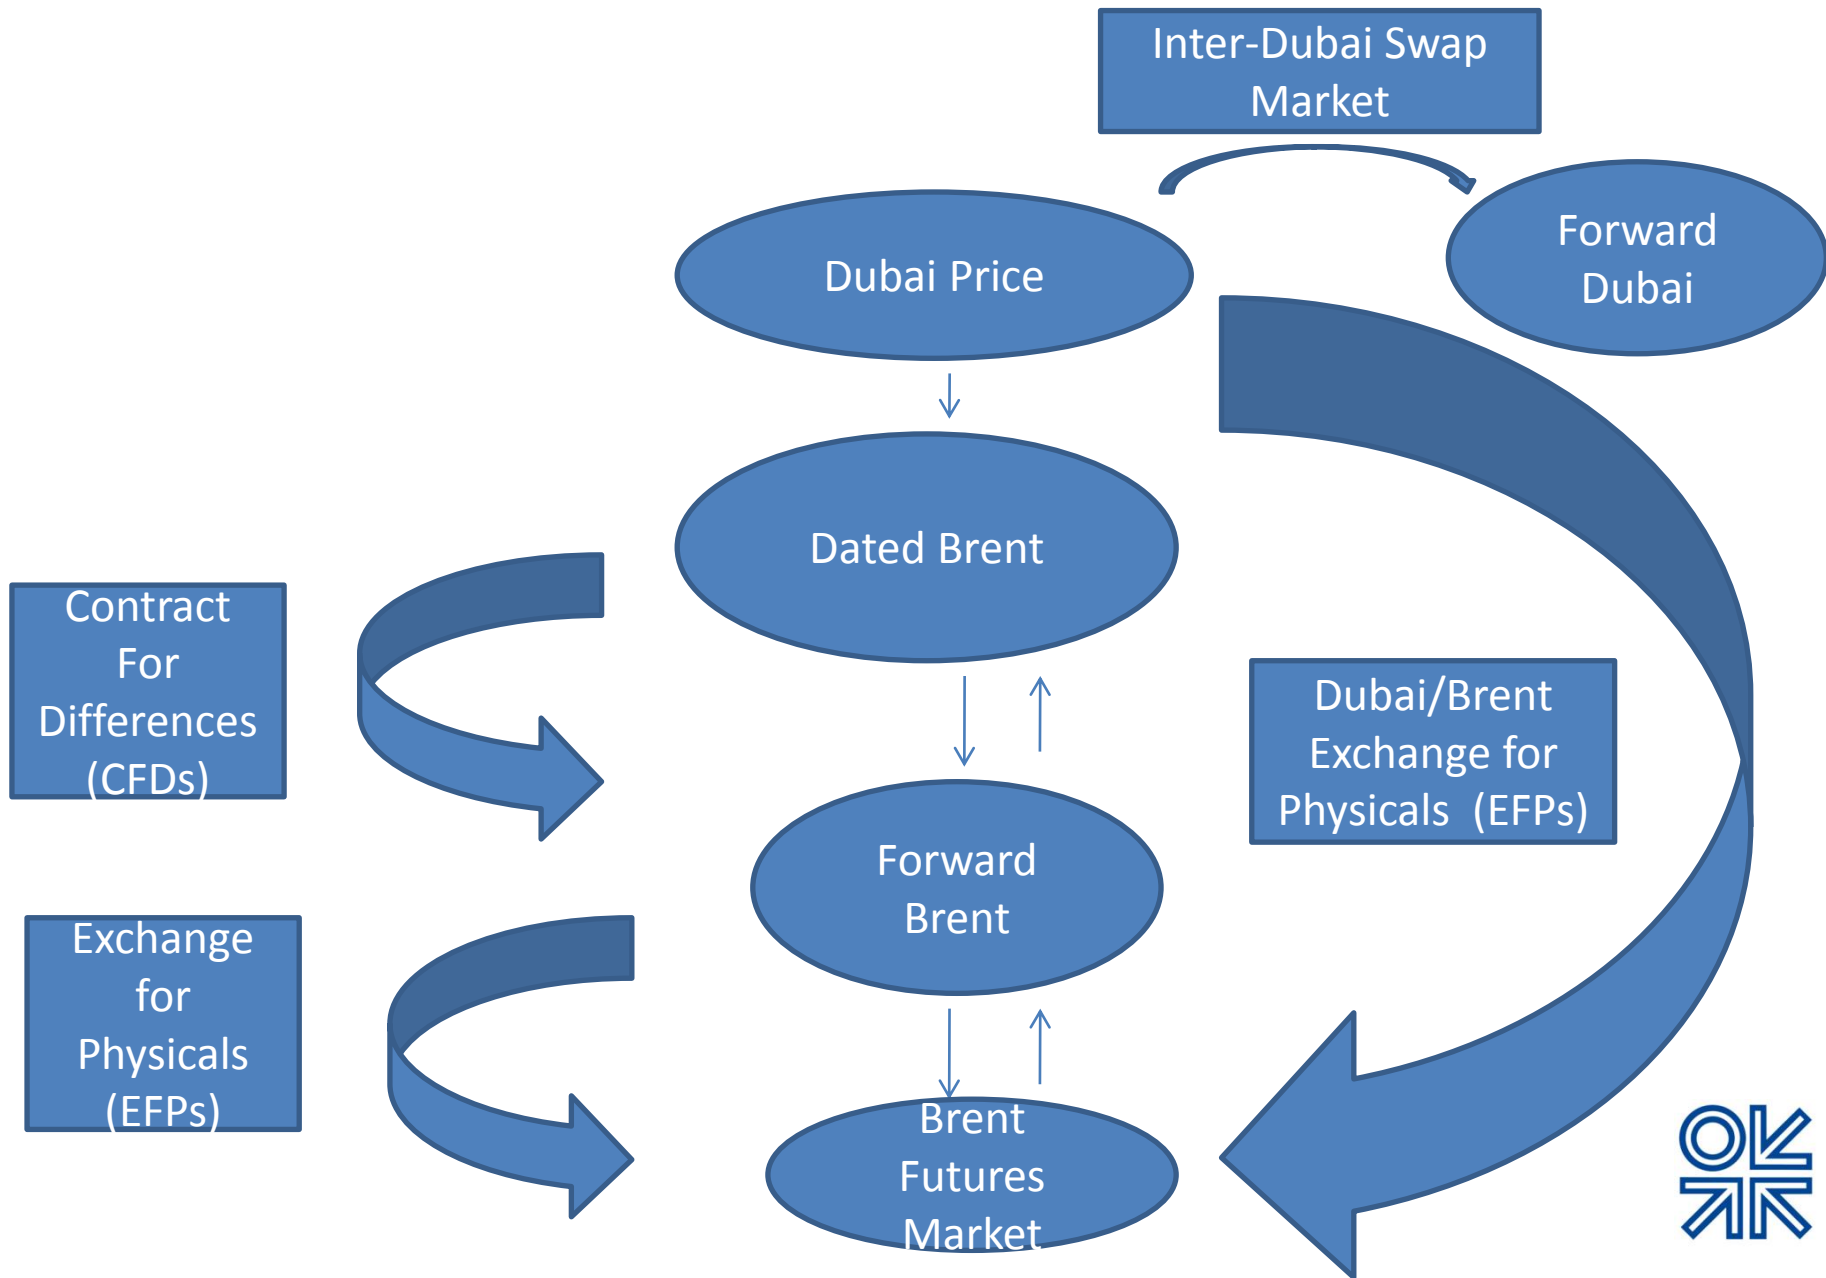 Inter-Dubai Swap
Market
Forward
Dubai
Dubai Price
Dated Brent
Contract
For
Differences
(CFDs)
Dubai/Brent
Exchange for
Physicals (EFPs)
Forward
Brent
Exchange
for
Physicals
(EFPs)
Brent
Futures
Market